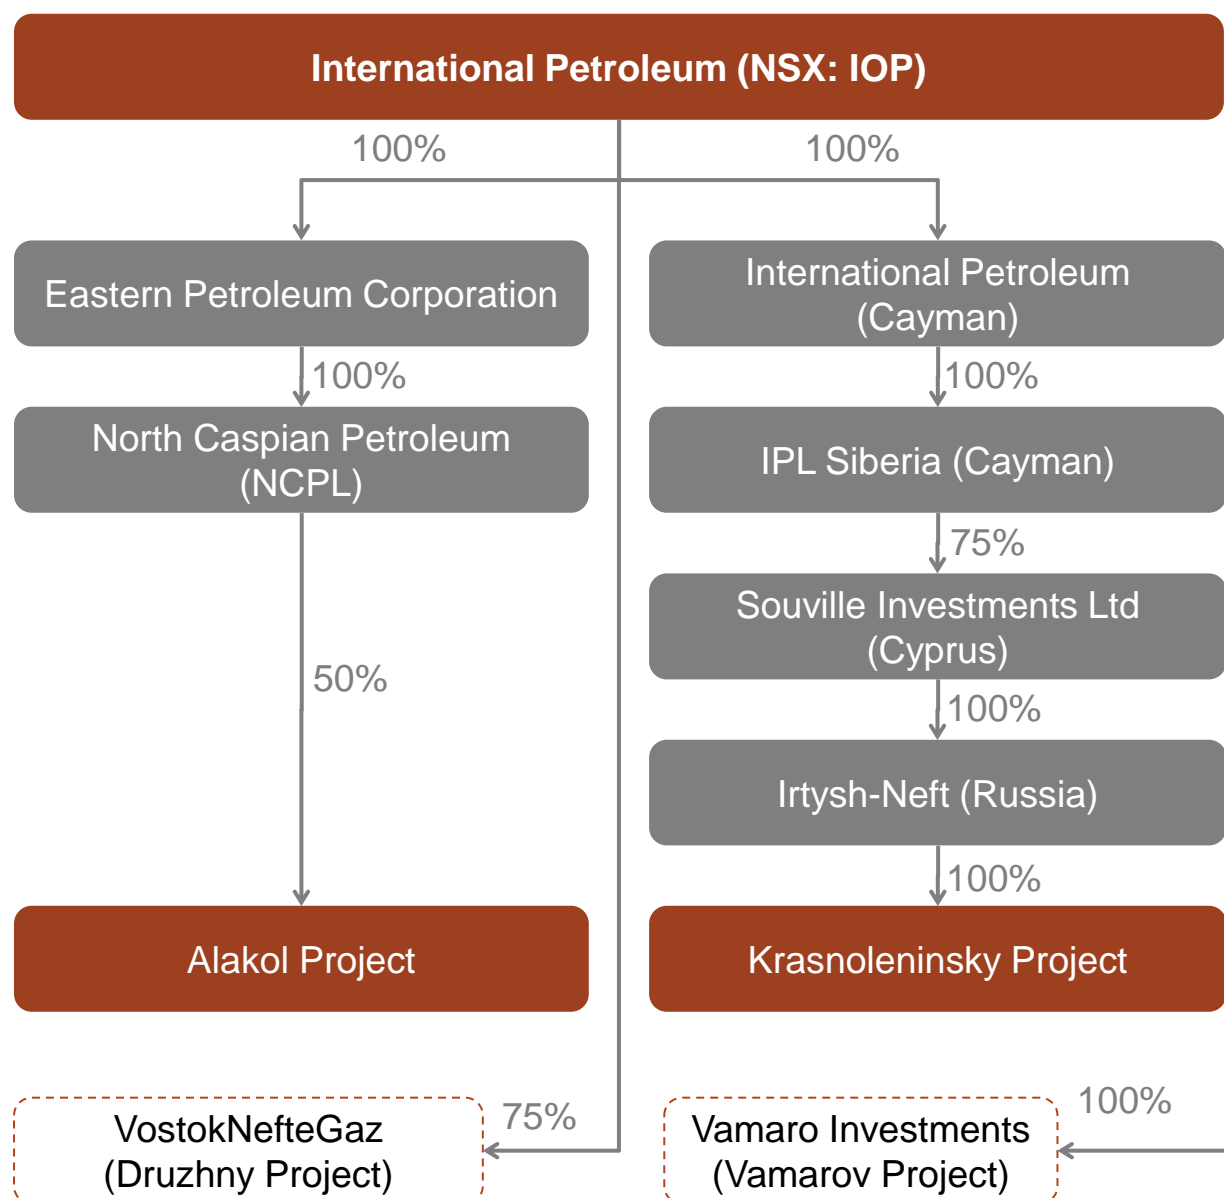 International Petroleum (NSX: IOP)
100%
100%
Eastern Petroleum Corporation
International Petroleum
(Cayman)
100%
100%
North Caspian Petroleum
(NCPL)
IPL Siberia (Cayman)
75%
Souville Investments Ltd
(Cyprus)
50%
100%
Irtysh-Neft (Russia)
100%
Alakol Project
Krasnoleninsky Project
VostokNefteGaz
(Druzhny Project)
75%
Vamaro Investments
(Vamarov Project)
100%